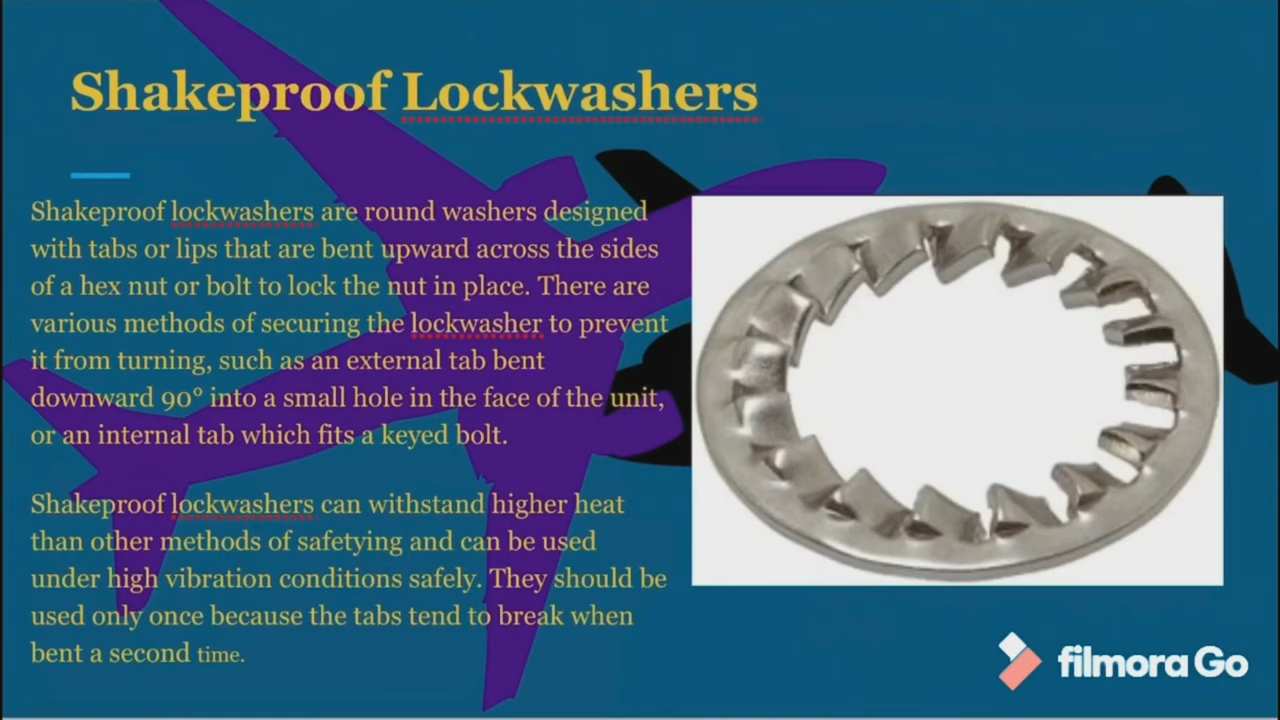 Shakeproof Lockwashers
Shakeproof lockwashers are round washers designed
with tabs or lips that are bent upward across the sides
of a hex nut or bolt to lock the nut in place. There are
various methods of securing the lockwasher to prevent
it from turning, such as an external tab bent
downward 90° into a small hole in the face of the unit,
or an internal tab which fits a keyed bolt.
Shakeproof lockwashers can withstand higher heat
than other methods of safetying and can be used
under high vibration conditions safely. They should be
used only once because the tabs tend to break when
bent a second time.
filmora Go